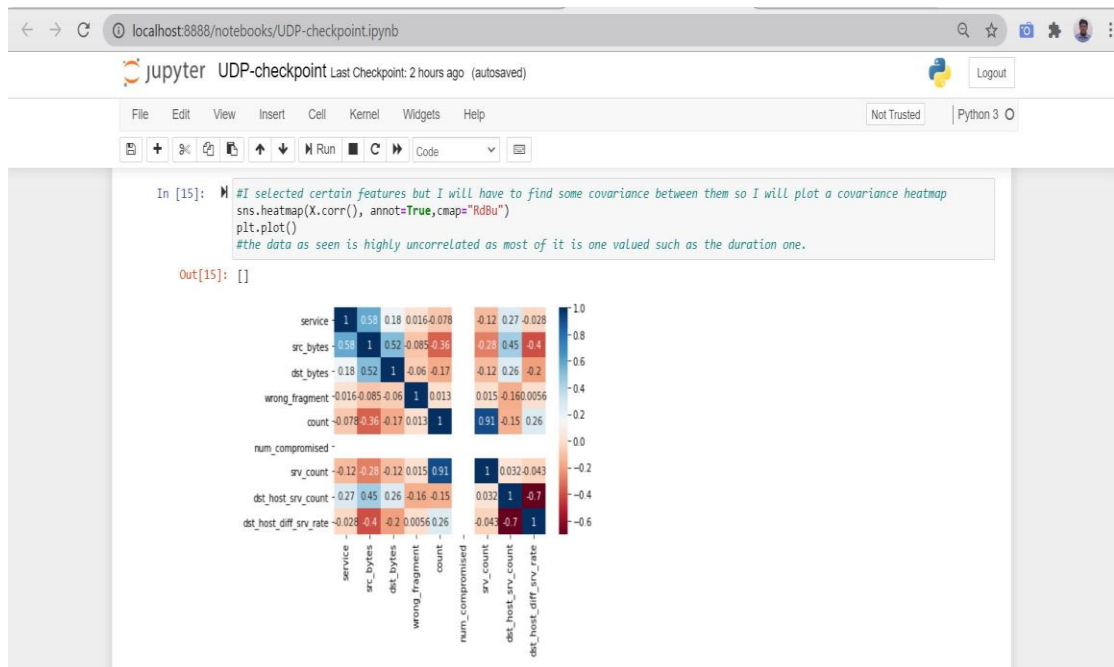 localhost:8888/notebooks/UDP-checkpoint.ipynb
jupyter UDP-checkpoint Last Checkpoint: 2 hours ago (autosaved)
Logout
File Edit View Insert Cell Kernel Widgets Help
Not Trusted
Python 3
Run
Code
In [15]: #I selected certain features but I will have to find some covariance between them so I will plot a covariance heatmap
sns.heatmap(X.corr(), annot=True,cmap="RdBu")
plt.plot()
#the data as seen is highly uncorrelated as most of it is one valued such as the duration one.
Out[15]: []
service 1 0.58 0.18 0.016-0.078 -0.12 0.27 -0.028
src_bytes 0.58 1 0.52 -0.085-0.36 -0.28 0.45 -0.4
dst_bytes 0.18 0.52 1 -0.06 -0.17 -0.12 0.26 -0.2
wrong_fragment -0.016-0.085-0.06 1 0.013 0.015 -0.16 0.0056
count -0.078-0.36 -0.17 0.013 1 0.91 -0.15 0.26
num_compromised
srv_count -0.12 -0.28 -0.12 0.015 0.91 1 0.032-0.043
dst_host_srv_count 0.27 0.45 0.26 -0.16 -0.15 0.032 1 -0.7
dst_host_diff_srv_rate -0.028 -0.4 -0.2 0.0056 0.26 -0.043 -0.7 1
service
src_bytes
dst_bytes
wrong_fragment
count
num_compromised
srv_count
dst_host_srv_count
dst_host_diff_srv_rate
1.0
0.8
0.6
0.4
0.2
0.0
−0.2
−0.4
−0.6